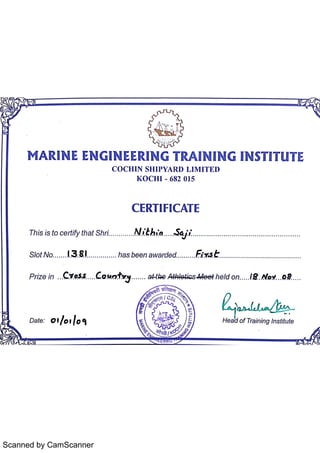 MARINE ENGINEERING TRAINING INSTITUTE
COCHIN SHIPYARD LIMITED
KOCHI - 682 015
CERTIFICATE
This is to certify that Shri Nithin Saji
Slot No. 1381 has been awarded First
Prize in Cross Country at the Athletics Meet held on 18 Nov 08
Date: 01/01/09
Head of Training Institute
Scanned by CamScanner